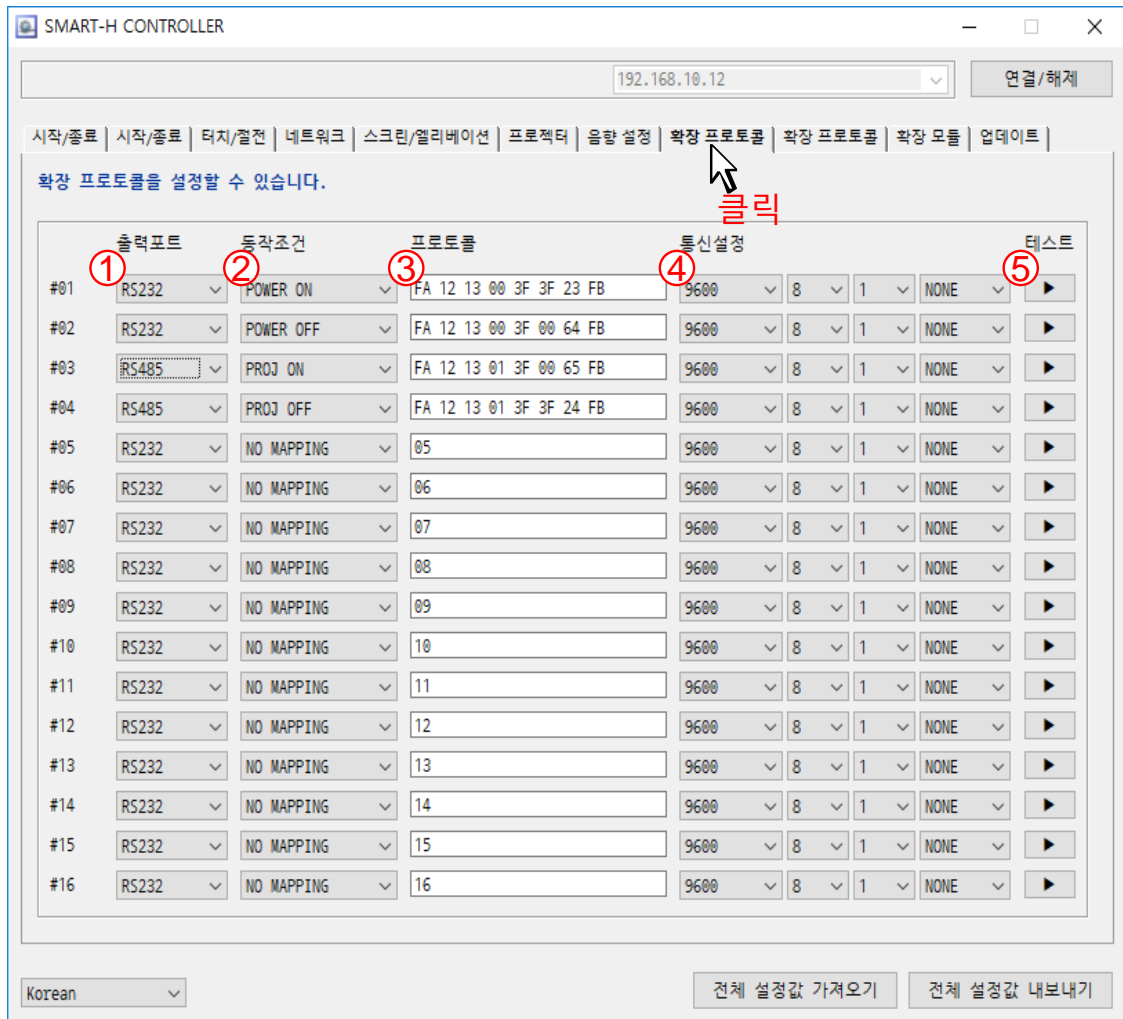 SMART-H CONTROLLER
192.168.10.12 연결/해제
시작/종료 시작/종료 터치/절전 네트워크 스크린/엘리베이션 프로젝터 음향 설정 확장 프로토콜 확장 프로토콜 확장 모듈 업데이트
확장 프로토콜을 설정할 수 있습니다.
클릭
출력포트 동작조건 프로토콜 통신설정 테스트
① ② ③ ④ ⑤
#01 RS232 POWER ON FA 12 13 00 3F 3F 23 FB 9600 8 1 NONE ▶
#02 RS232 POWER OFF FA 12 13 00 3F 00 64 FB 9600 8 1 NONE ▶
#03 RS485 PROJ ON FA 12 13 01 3F 00 65 FB 9600 8 1 NONE ▶
#04 RS485 PROJ OFF FA 12 13 01 3F 3F 24 FB 9600 8 1 NONE ▶
#05 RS232 NO MAPPING 05 9600 8 1 NONE ▶
#06 RS232 NO MAPPING 06 9600 8 1 NONE ▶
#07 RS232 NO MAPPING 07 9600 8 1 NONE ▶
#08 RS232 NO MAPPING 08 9600 8 1 NONE ▶
#09 RS232 NO MAPPING 09 9600 8 1 NONE ▶
#10 RS232 NO MAPPING 10 9600 8 1 NONE ▶
#11 RS232 NO MAPPING 11 9600 8 1 NONE ▶
#12 RS232 NO MAPPING 12 9600 8 1 NONE ▶
#13 RS232 NO MAPPING 13 9600 8 1 NONE ▶
#14 RS232 NO MAPPING 14 9600 8 1 NONE ▶
#15 RS232 NO MAPPING 15 9600 8 1 NONE ▶
#16 RS232 NO MAPPING 16 9600 8 1 NONE ▶
Korean 전체 설정값 가져오기 전체 설정값 내보내기